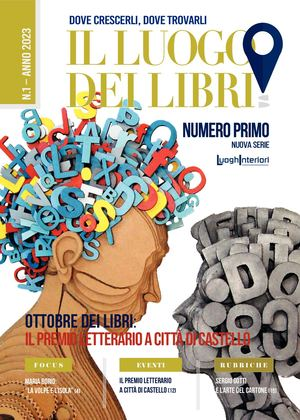 DOVE CRESCERLI, DOVE TROVARLI
IL LUOGO
DEI LIBRI
N.1 – ANNO 2023
NUMERO PRIMO
NUOVA SERIE
LuoghInteriori
OTTOBRE DEI LIBRI:
IL PREMIO LETTERARIO A CITTÀ DI CASTELLO
FOCUS
MARIA BORIO
"LA VOLPE E L'ISOLA" (4)
EVENTI
IL PREMIO LETTERARIO
A CITTÀ DI CASTELLO (12)
RUBRICHE
SERGIO GOTTI
E L'ARTE DEL CARTONE